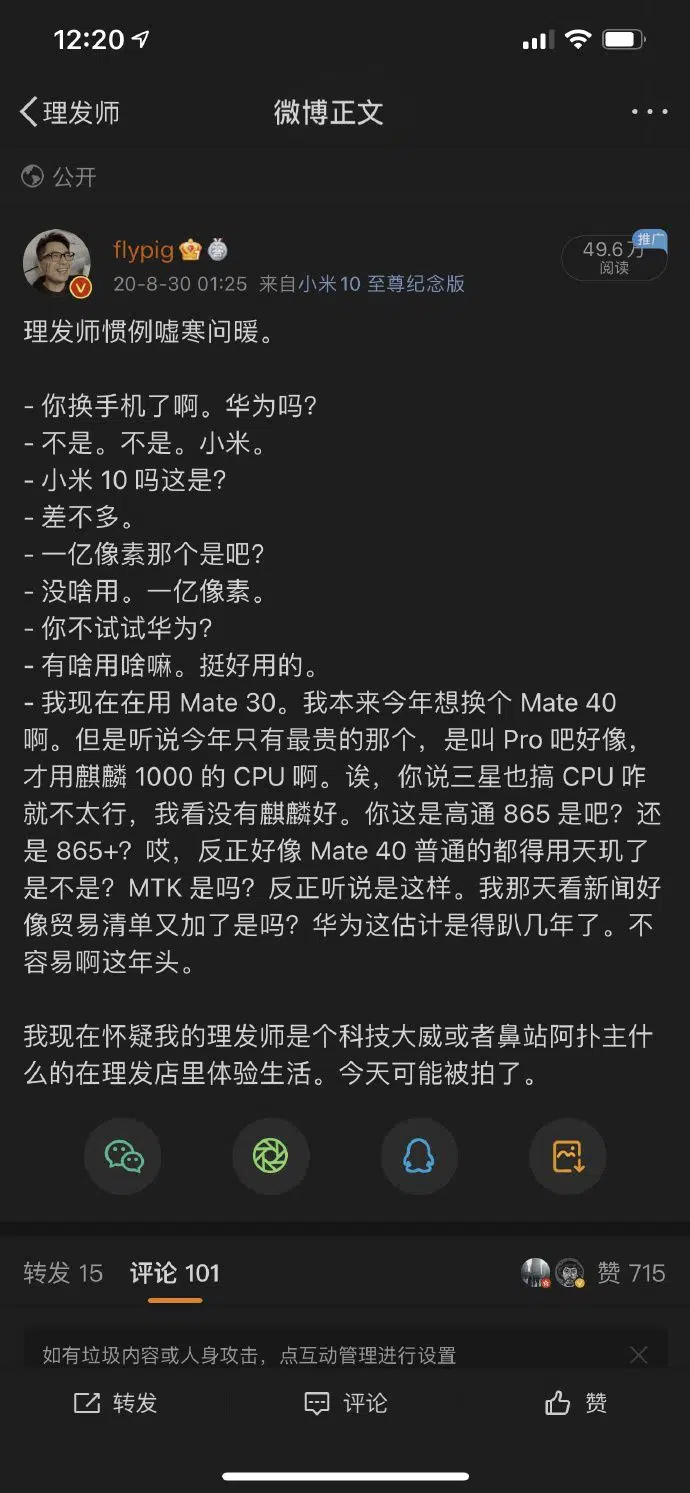 12:20
理发师
微博正文
公开
flypig
推广
49.6 万
阅读
20-8-30 01:25 来自小米10 至尊纪念版
理发师惯例嘘寒问暖。
- 你换手机了啊。华为吗?
- 不是。不是。小米。
- 小米 10 吗这是?
- 差不多。
- 一亿像素那个是吧?
- 没啥用。一亿像素。
- 你不试试华为?
- 有啥用啥嘛。挺好用的。
- 我现在在用 Mate 30。我本来今年想换个 Mate 40
啊。但是听说今年只有最贵的那个，是叫 Pro 吧好像，
才用麒麟 1000 的 CPU 啊。诶，你说三星也搞 CPU 咋
就不太行，我看没有麒麟好。你这是高通 865 是吧？还
是 865+？哎，反正好像 Mate 40 普通的都得用天玑了
是不是？MTK 是吗？反正听说是这样。我那天看新闻好
像贸易清单又加了是吗？华为这估计是得趴几年了。不
容易啊这年头。
我现在怀疑我的理发师是个科技大威或者鼻站阿扑主什
么的在理发店里体验生活。今天可能被拍了。
转发 15
评论 101
赞 715
如有垃圾内容或人身攻击，点互动管理进行设置
转发
评论
赞